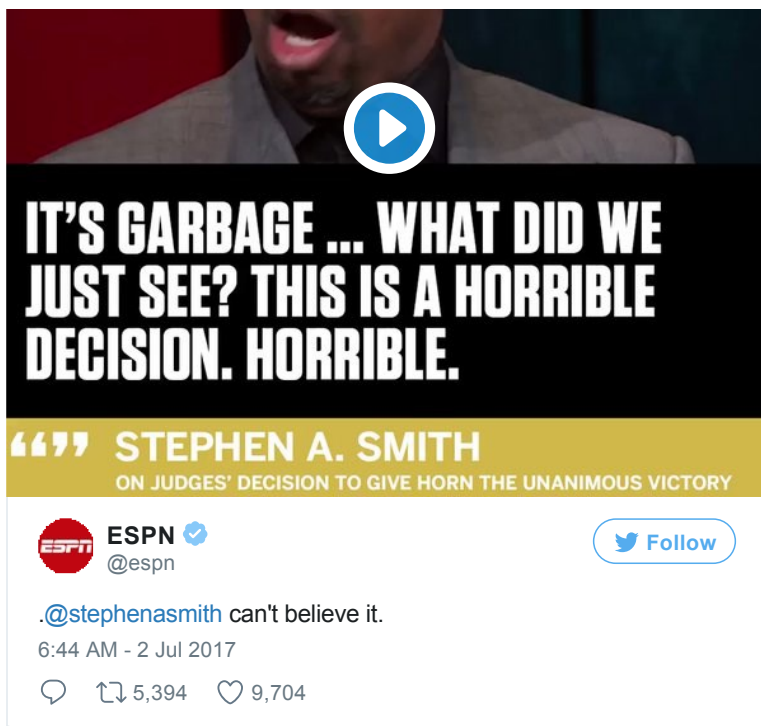 IT'S GARBAGE ... WHAT DID WE
JUST SEE? THIS IS A HORRIBLE
DECISION. HORRIBLE.
““”” STEPHEN A. SMITH
ON JUDGES' DECISION TO GIVE HORN THE UNANIMOUS VICTORY
ESPN
ESPN
@espn
Follow
.@stephenasmith can't believe it.
6:44 AM - 2 Jul 2017
5,394 9,704